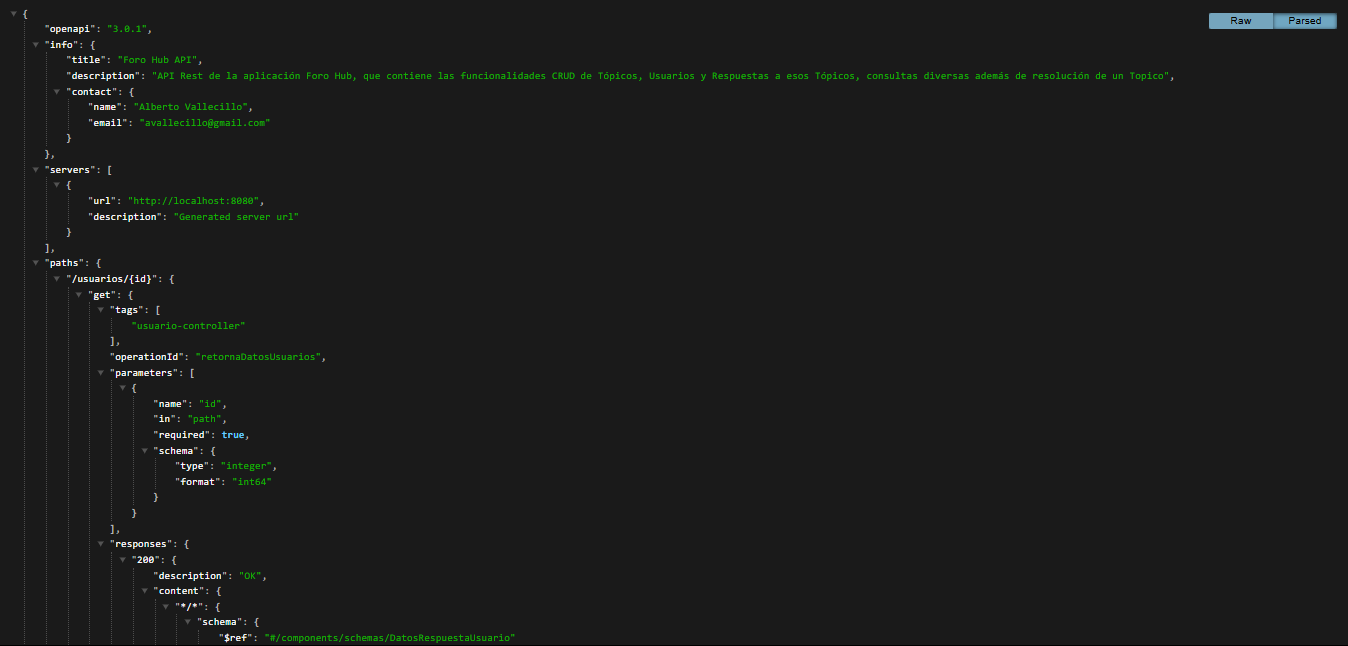 {
"openapi": "3.0.1",
"info": {
"title": "Foro Hub API",
"description": "API Rest de la aplicación Foro Hub, que contiene las funcionalidades CRUD de Tópicos, Usuarios y Respuestas a esos Tópicos, consultas diversas además de resolución de un Topico",
"contact": {
"name": "Alberto Vallecillo",
"email": "avallecillo@gmail.com"
}
},
"servers": [
{
"url": "http://localhost:8080",
"description": "Generated server url"
}
],
"paths": {
"/usuarios/{id}": {
"get": {
"tags": [
"usuario-controller"
],
"operationId": "retornaDatosUsuarios",
"parameters": [
{
"name": "id",
"in": "path",
"required": true,
"schema": {
"type": "integer",
"format": "int64"
}
}
],
"responses": {
"200": {
"description": "OK",
"content": {
"*/*": {
"schema": {
"$ref": "#/components/schemas/DatosRespuestaUsuario"
Raw Parsed